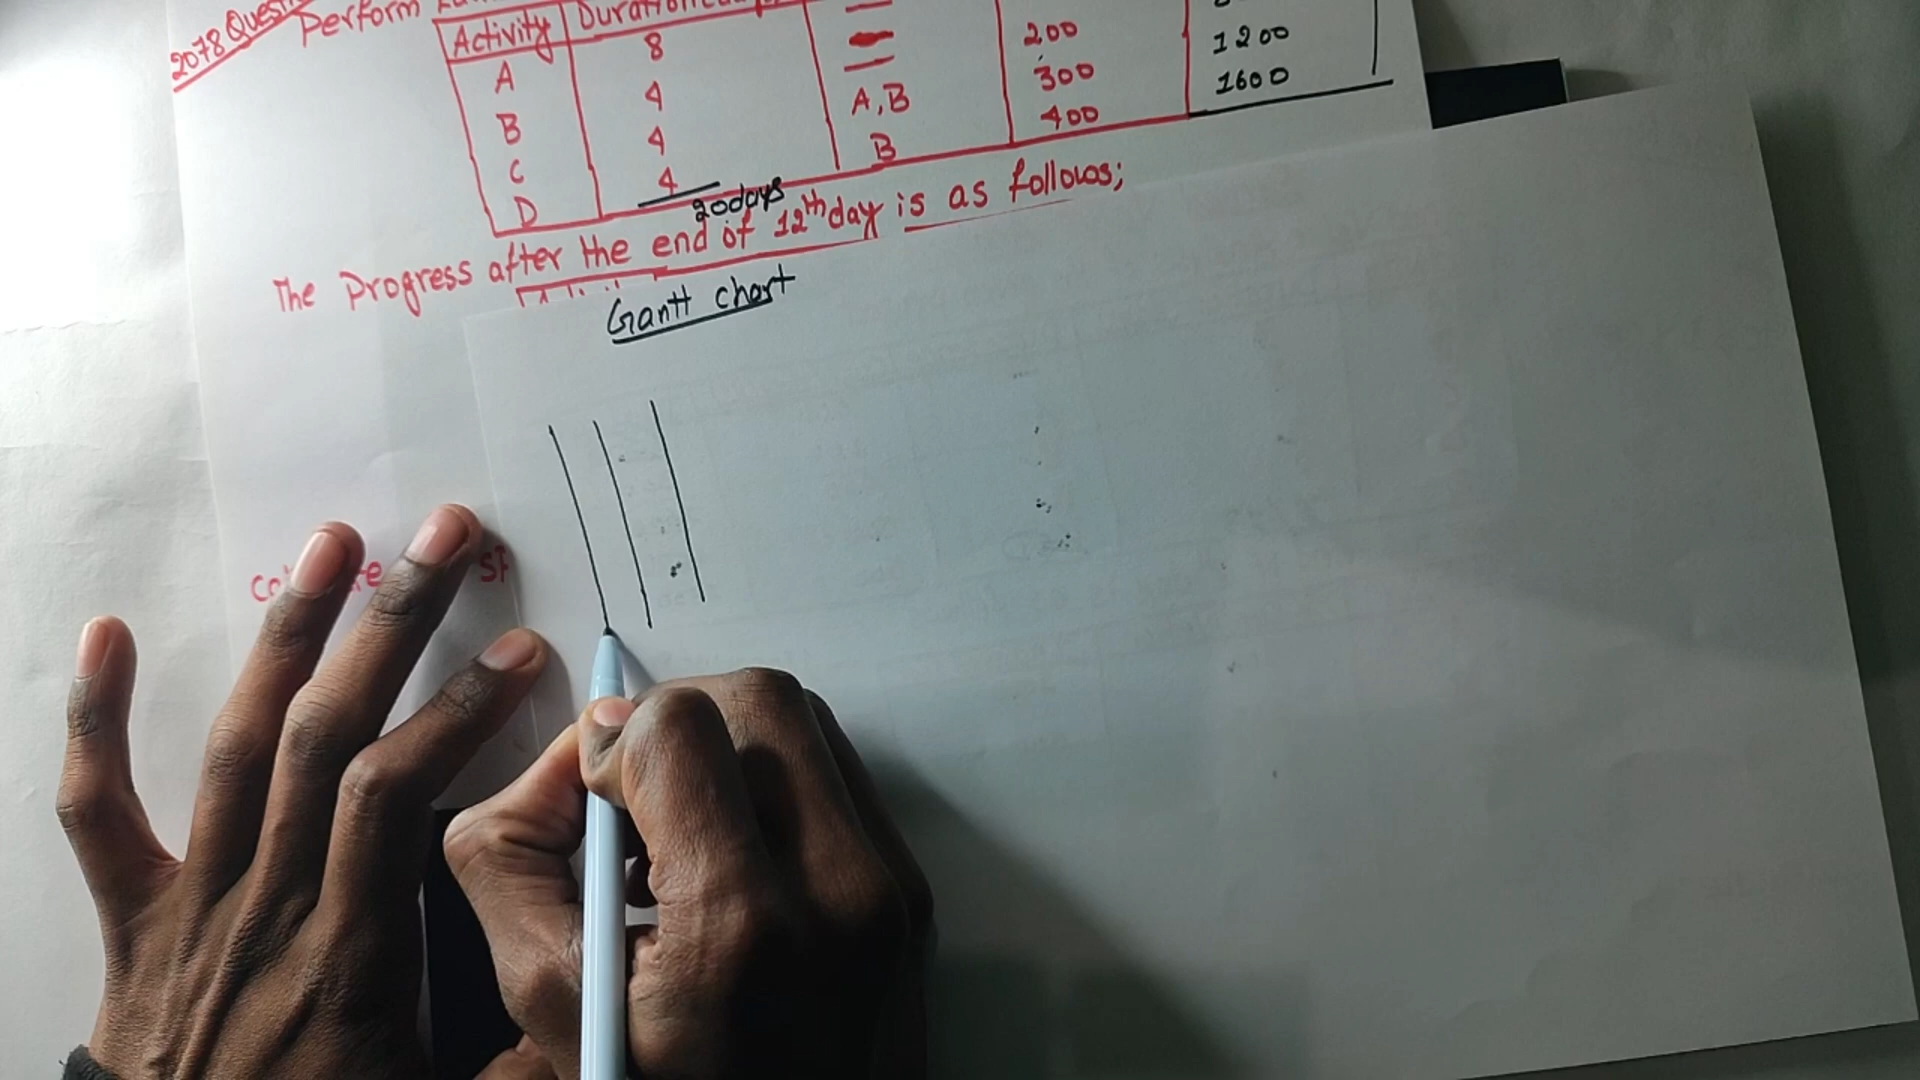 2078 Quest
Perform
Activity Duration
A 8
B 4 200 1200
C 4 A,B 300 1600
D 4 B 400
20days
The Progress after the end of 12th day is as follows;
Gantt chart